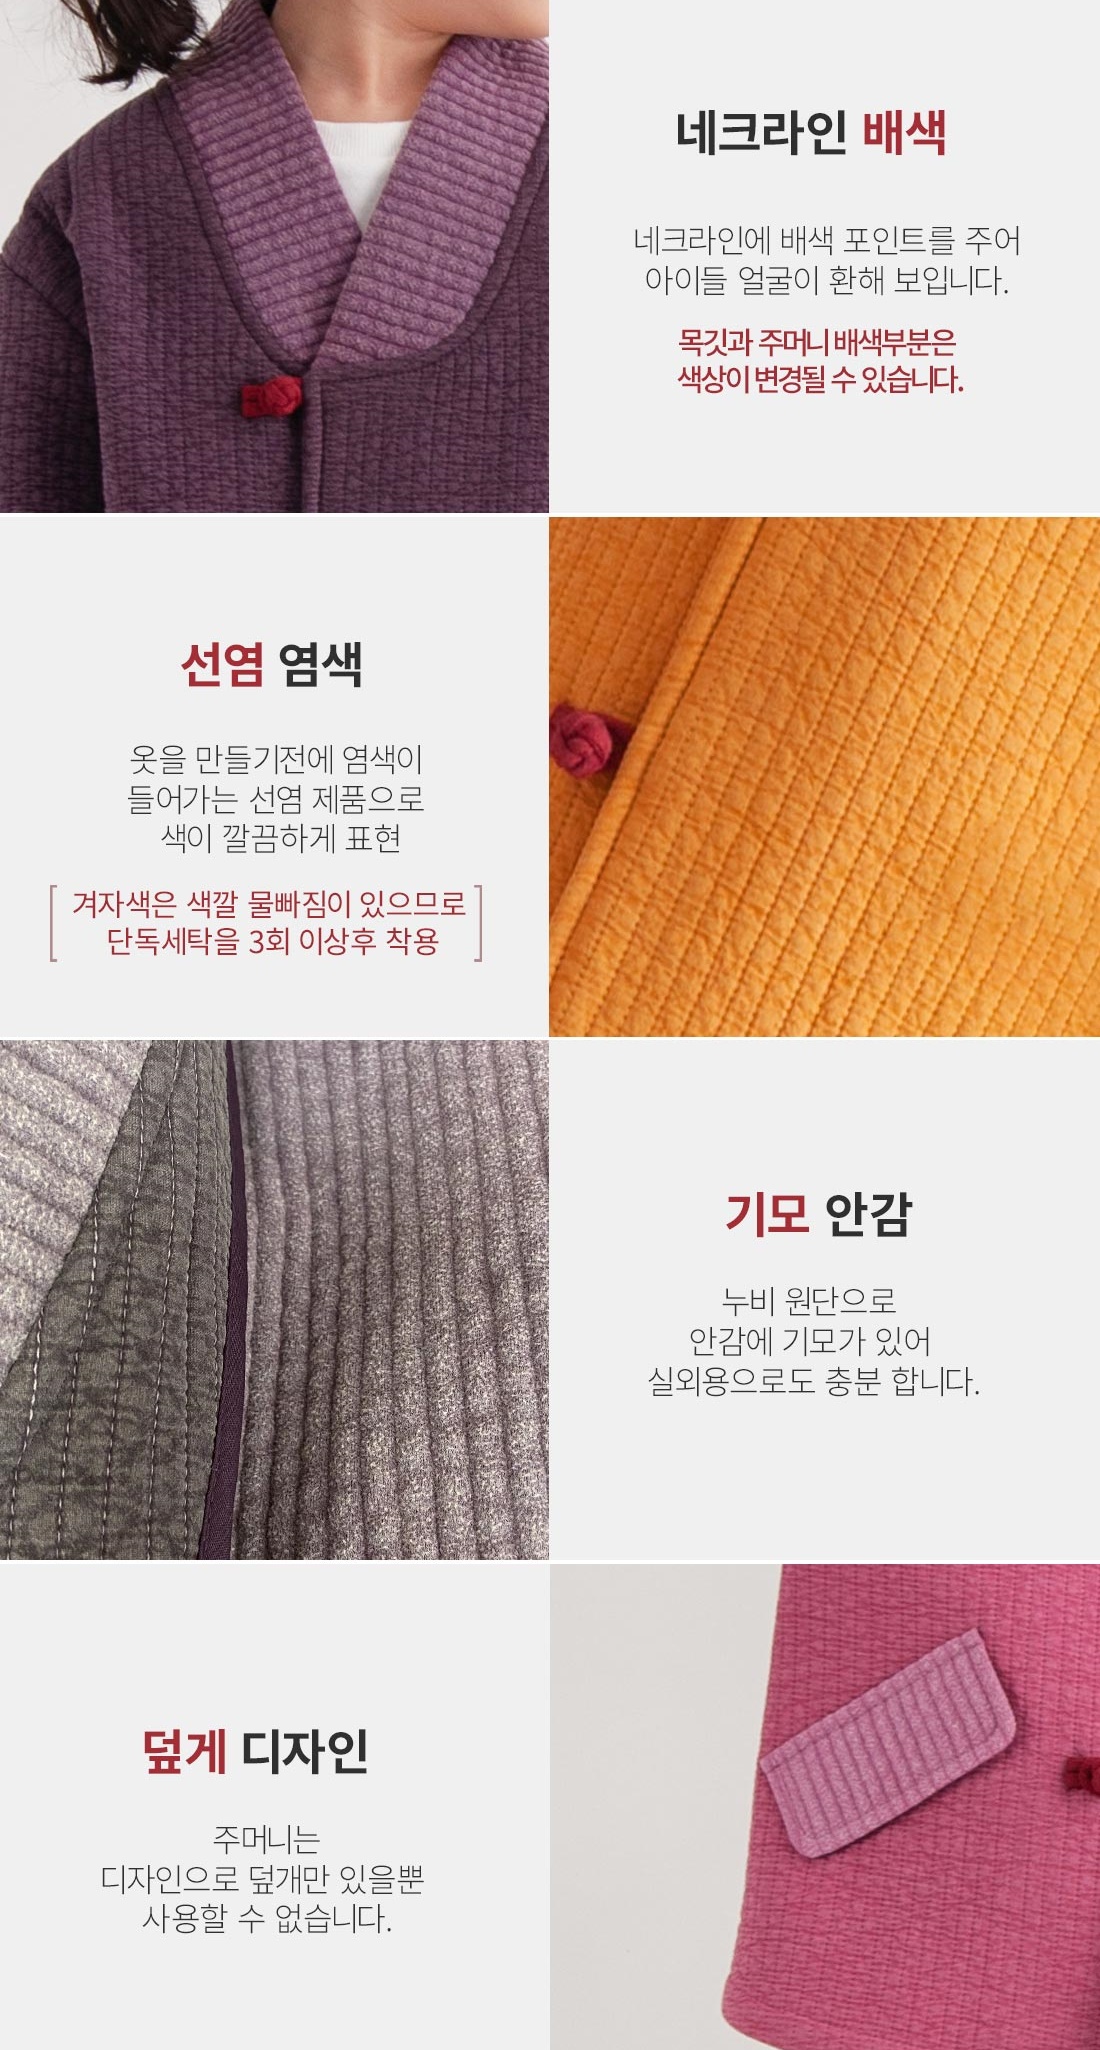 네크라인 배색
네크라인에 배색 포인트를 주어
아이들 얼굴이 환해 보입니다.
목깃과 주머니 배색부분은
색상이 변경될 수 있습니다.
선염 염색
옷을 만들기전에 염색이
들어가는 선염 제품으로
색이 깔끔하게 표현
[ 겨자색은 색깔 물빠짐이 있으므로
단독세탁을 3회 이상후 착용 ]
기모 안감
누비 원단으로
안감에 기모가 있어
실외용으로도 충분 합니다.
덮게 디자인
주머니는
디자인으로 덮개만 있을뿐
사용할 수 없습니다.